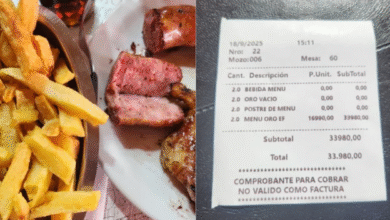 18/9/2025 15:11
Nro: 22
Mozo:006 Mesa: 60
Cant. Descripción P.Unit. SubTotal
2.0 BEBIDA MENU 0,00 0,00
2.0 ORO VACIO 0,00 0,00
2.0 POSTRE DE MENU 0,00 0,00
2.0 MENU ORO EF 16990,00 33980,00
Subtotal 33980,00
Total 33.980,00
COMPROBANTE PARA COBRAR
NO VALIDO COMO FACTURA